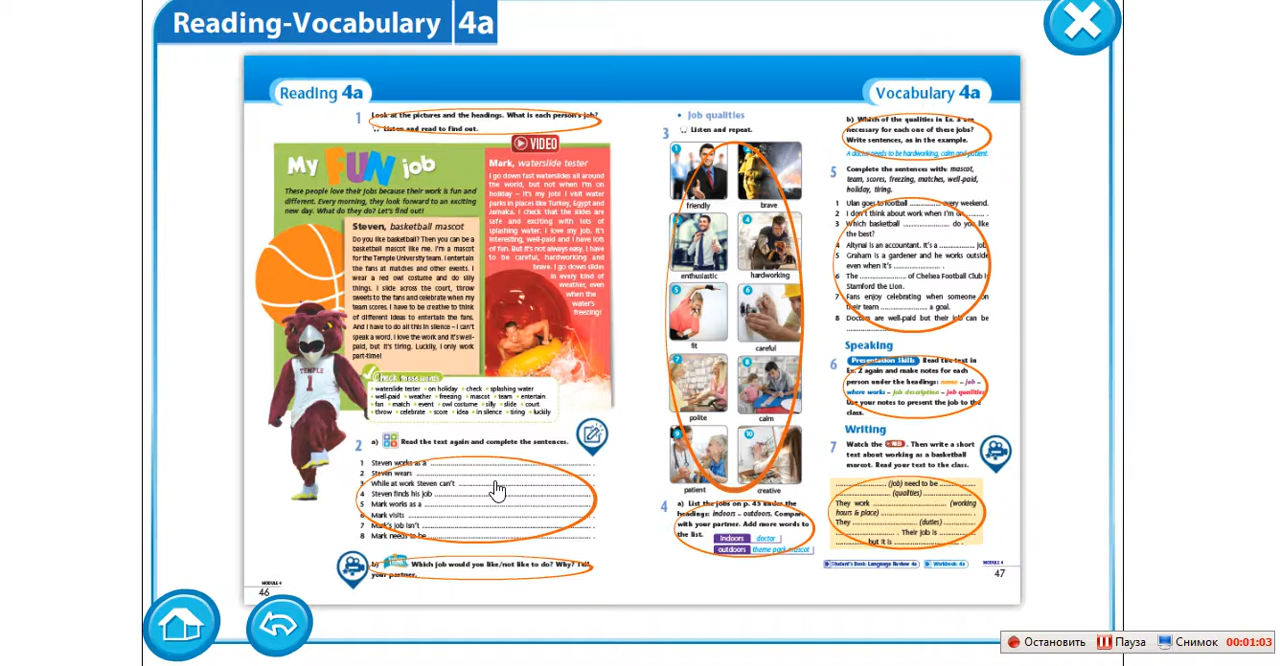 Reading-Vocabulary 4a
Reading 4a
1 Look at the pictures and the headings. What is each person's job?
Listen and read to find out.
VIDEO
My FUN job
These people love their jobs because their work is fun and
different. Every morning, they look forward to an exciting
new day. What do they do? Let's find out!
Steven, basketball mascot
Do you like basketball? Then you can be a
basketball mascot like me. I'm a mascot
for the Temple University team. I entertain
the fans at matches and other events. I
wear a red owl costume and do silly
things. I slide across the court, throw
sweets to the fans and celebrate when my
team scores. I have to be creative to think
of different ideas to entertain the fans.
And I have to do all this in silence – I can't
speak a word. I love the work and it's well-
paid, but it's tiring. Luckily, I only work
part-time!
Mark, waterslide tester
I go down fast waterslides all around
the world, but not when I'm on
holiday – it's my job! I visit water
parks in places like Turkey, Egypt and
Jamaica. I check that the slides are
safe and exciting with lots of
splashing water. I love my job. It's
interesting, well-paid and I have lots
of fun. But it's not always easy. I have
to be careful, hardworking and
brave. I go down slides
in every kind of
weather, even
when the
water's
freezing!
TEMPLE
1
Check these words
• waterslide tester • on holiday • check • splashing water
• well-paid • weather • freezing • mascot • team • entertain
• fan • match • event • owl costume • silly • slide • court
• throw • celebrate • score • idea • in silence • tiring • luckily
2 a) Read the text again and complete the sentences.
1 Steven works as a
2 Steven wears
3 While at work Steven can't
4 Steven finds his job
5 Mark works as a
6 Mark visits
7 Mark's job isn't
8 Mark needs to be
b) Which job would you like/not like to do? Why? Tell
your partner.
MODULE 4
46
• Job qualities
3 Listen and repeat.
1
friendly
brave
3
enthusiastic
4
hardworking
5
fit
6
careful
7
polite
8
calm
9
patient
10
creative
4 a) List the jobs on p. 45 under the
headings: indoors – outdoors. Compare
with your partner. Add more words to
the list.
indoors doctor
outdoors theme park mascot
Vocabulary 4a
b) Which of the qualities in Ex. 3 are
necessary for each one of these jobs?
Write sentences, as in the example.
A doctor needs to be hardworking, calm and patient.
5 Complete the sentences with: mascot,
team, scores, freezing, matches, well-paid,
holiday, tiring.
1 Ulan goes to football ............ every weekend.
2 I don't think about work when I'm on ........ .
3 Which basketball ............ do you like
the best?
4 Altynai is an accountant. It's a ............ job.
5 Graham is a gardener and he works outside
even when it's ............ .
6 The ............ of Chelsea Football Club is
Stamford the Lion.
7 Fans enjoy celebrating when someone on
their team ............ a goal.
8 Doctors are well-paid but their job can be
............
Speaking
6 Presentation Skills Read the text in
Ex. 2 again and make notes for each
person under the headings: name – job –
where works – job description – job qualities.
Use your notes to present the job to the
class.
Writing
7 Watch the . Then write a short
text about working as a basketball
mascot. Read your text to the class.
............ (job) need to be
............ (qualities) ............
They work ............ (working
hours & place) ............
They ............ (duties) ............
............ . Their job is ............
............ but it is ............ .
Student's Book: Language Review 4a Workbook: 4a
MODULE 4
47
Остановить Пауза Снимок 00:01:03